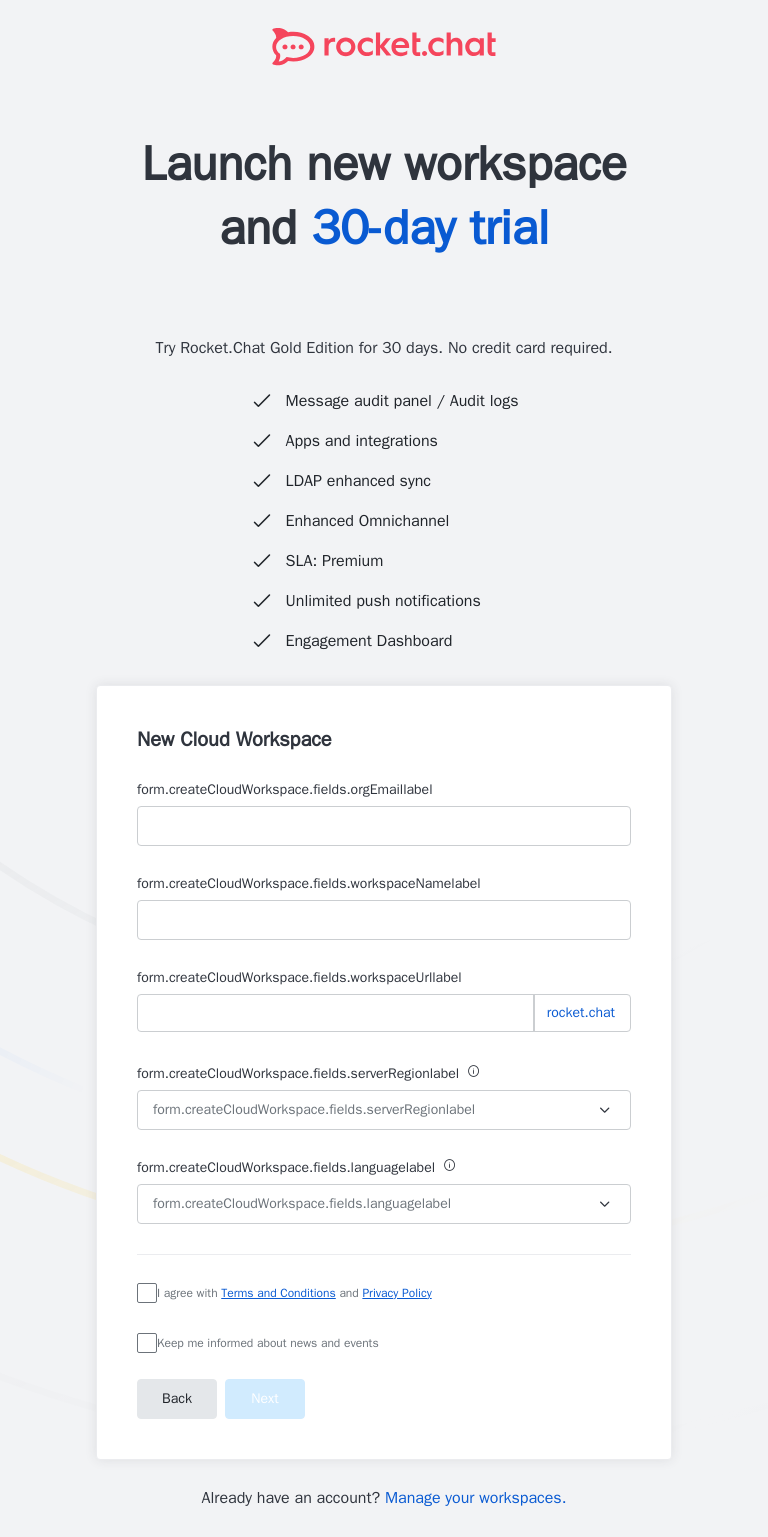 rocket.chat
Launch new workspace
and 30-day trial
Try Rocket.Chat Gold Edition for 30 days. No credit card required.
Message audit panel / Audit logs
Apps and integrations
LDAP enhanced sync
Enhanced Omnichannel
SLA: Premium
Unlimited push notifications
Engagement Dashboard
New Cloud Workspace
form.createCloudWorkspace.fields.orgEmaillabel
form.createCloudWorkspace.fields.workspaceNamelabel
form.createCloudWorkspace.fields.workspaceUrllabel
rocket.chat
form.createCloudWorkspace.fields.serverRegionlabel
form.createCloudWorkspace.fields.serverRegionlabel
form.createCloudWorkspace.fields.languagelabel
form.createCloudWorkspace.fields.languagelabel
I agree with Terms and Conditions and Privacy Policy
Keep me informed about news and events
Back Next
Already have an account? Manage your workspaces.